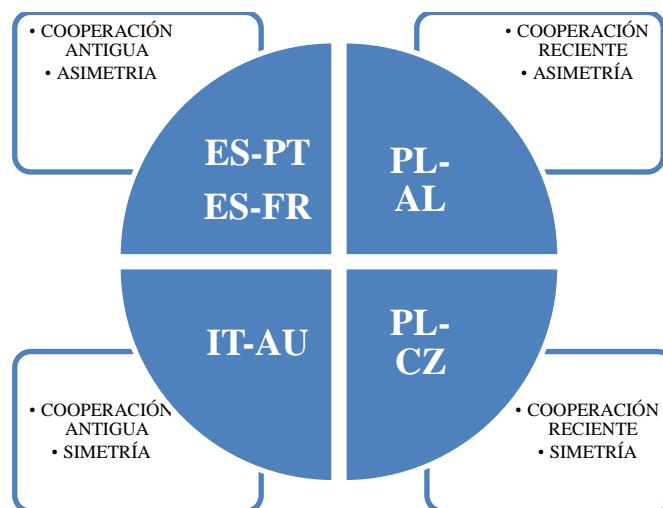 • COOPERACIÓN
ANTIGUA
• ASIMETRIA
• COOPERACIÓN
RECIENTE
• ASIMETRÍA
ES-PT
ES-FR
PL-
AL
IT-AU
PL-
CZ
• COOPERACIÓN
ANTIGUA
• SIMETRÍA
• COOPERACIÓN
RECIENTE
• SIMETRÍA